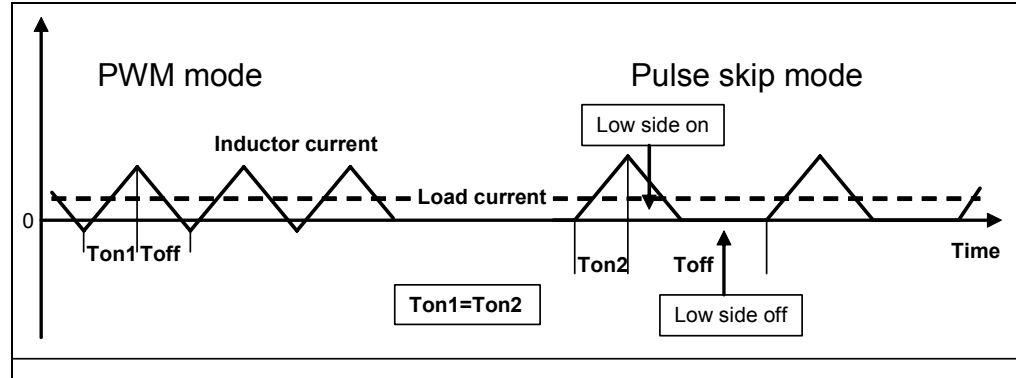 PWM mode
Pulse skip mode
Low side on
Inductor current
Load current
0
Ton1 Toff
Ton2
Toff
Time
Ton1=Ton2
Low side off